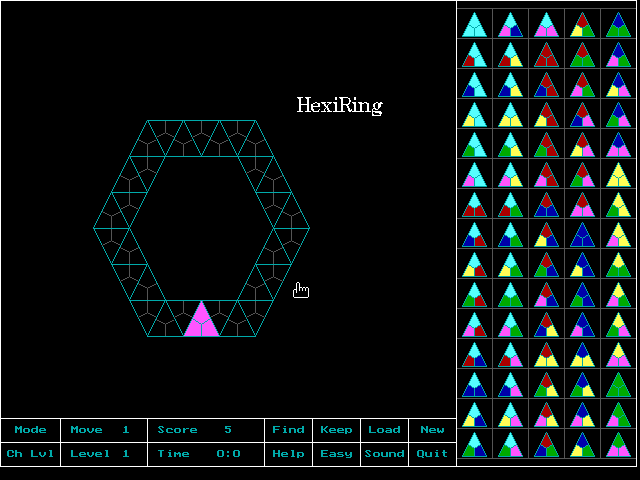 HexiRing
Mode Move 1 Score 5 Find Keep Load New
Ch Lvl Level 1 Time 0:0 Help Easy Sound Quit